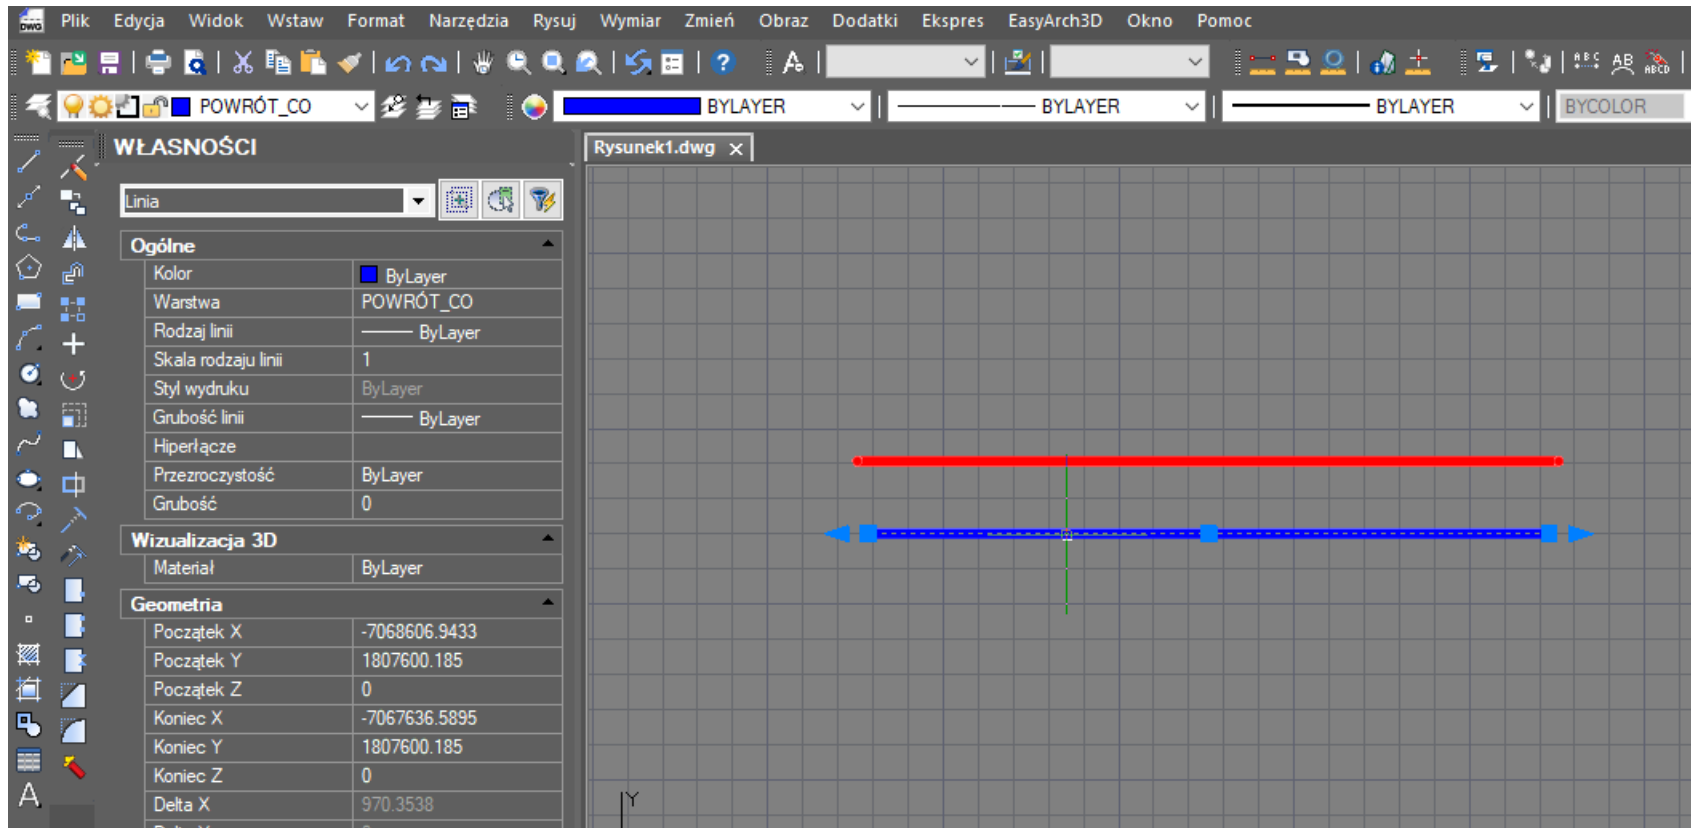 DWG Plik Edycja Widok Wstaw Format Narzędzia Rysuj Wymiar Zmień Obraz Dodatki Ekspres EasyArch3D Okno Pomoc
POWRÓT_CO BYLAYER BYLAYER BYLAYER BYCOLOR
WŁASNOŚCI
Rysunek1.dwg
Linia
Ogólne
Kolor ByLayer
Warstwa POWRÓT_CO
Rodzaj linii ByLayer
Skala rodzaju linii 1
Styl wydruku ByLayer
Grubość linii ByLayer
Hiperłącze
Przezroczystość ByLayer
Grubość 0
Wizualizacja 3D
Materiał ByLayer
Geometria
Początek X -7068606.9433
Początek Y 1807600.185
Początek Z 0
Koniec X -7067636.5895
Koniec Y 1807600.185
Koniec Z 0
Delta X 970.3538
Y